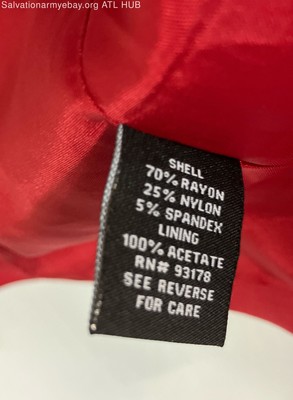 Salvationarmyebay.org ATL HUB
SHELL
70% RAYON
25% NYLON
5% SPANDEX
LINING
100% ACETATE
RN# 93178
SEE REVERSE
FOR CARE